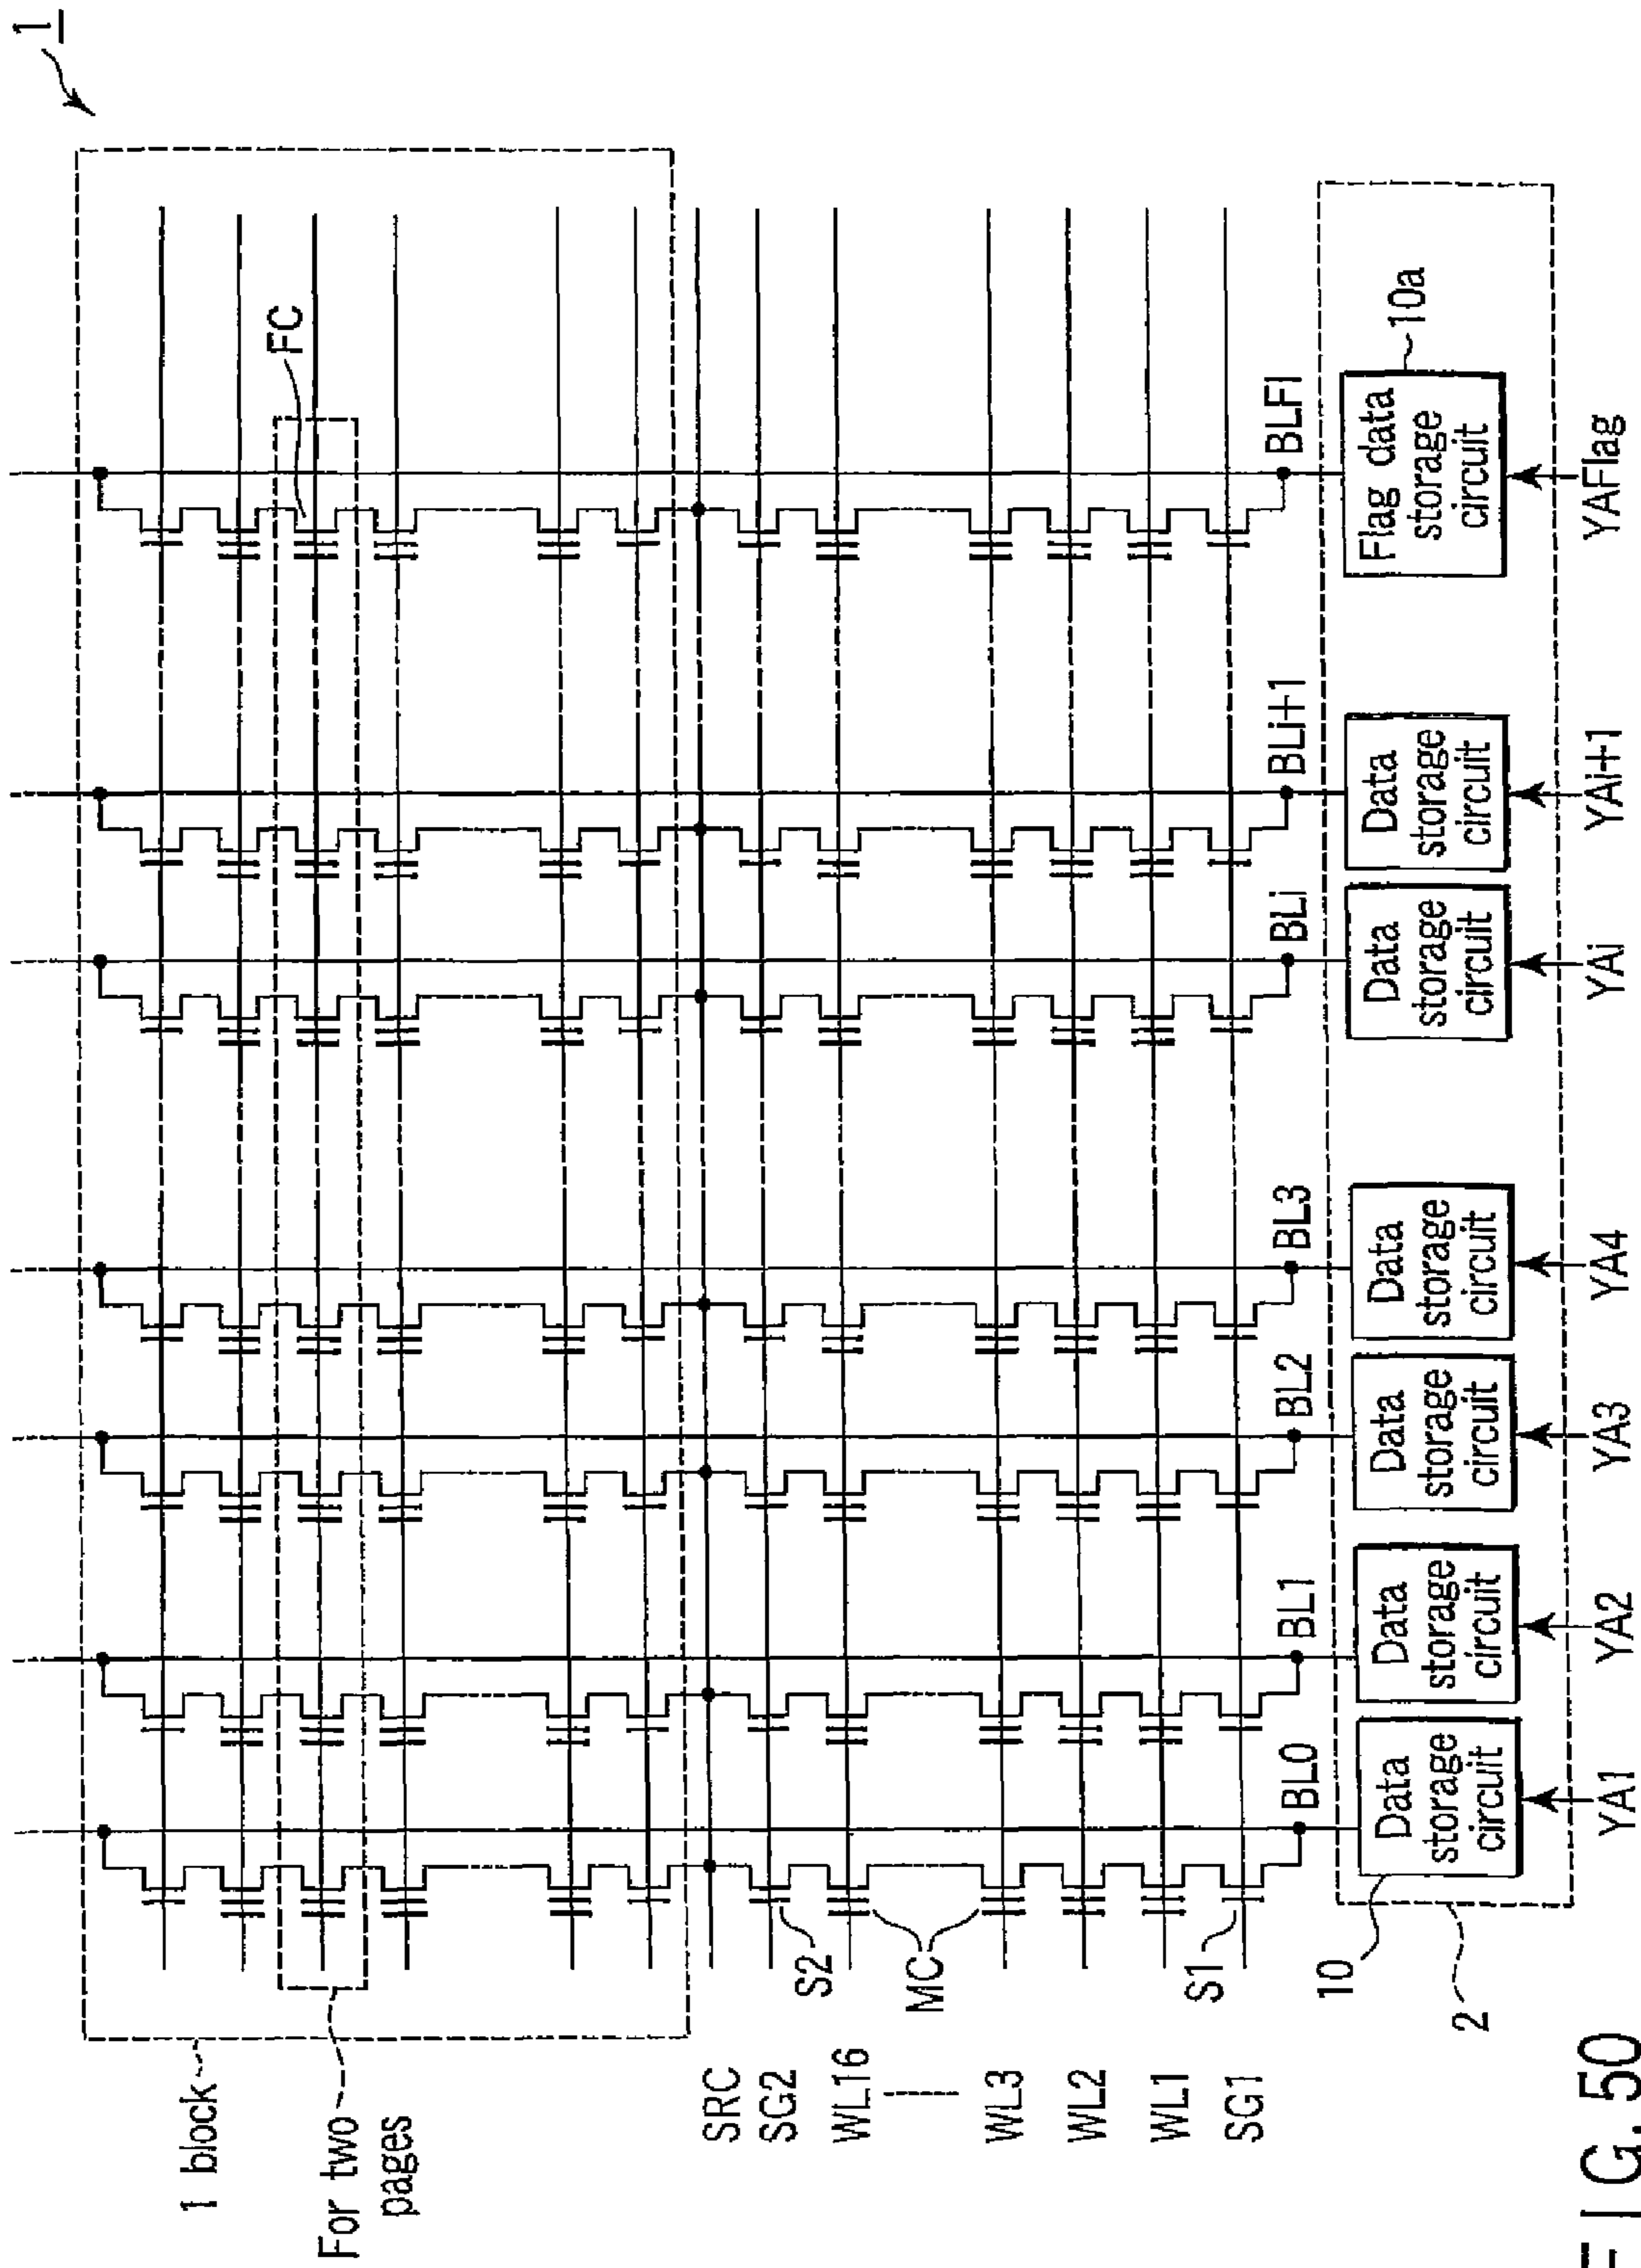 1
1 block
For two
pages
FC
SRC
SG2
WL16
WL3
WL2
WL1
SG1
S2
MC
S1
BL0
BL1
BL2
BL3
BLi
BLi+1
BLF1
10
2
Data
storage
circuit
Data
storage
circuit
Data
storage
circuit
Data
storage
circuit
Data
storage
circuit
Data
storage
circuit
Flag data
storage
circuit
10a
YA1
YA2
YA3
YA4
YAi
YAi+1
YAFlag
FIG. 50